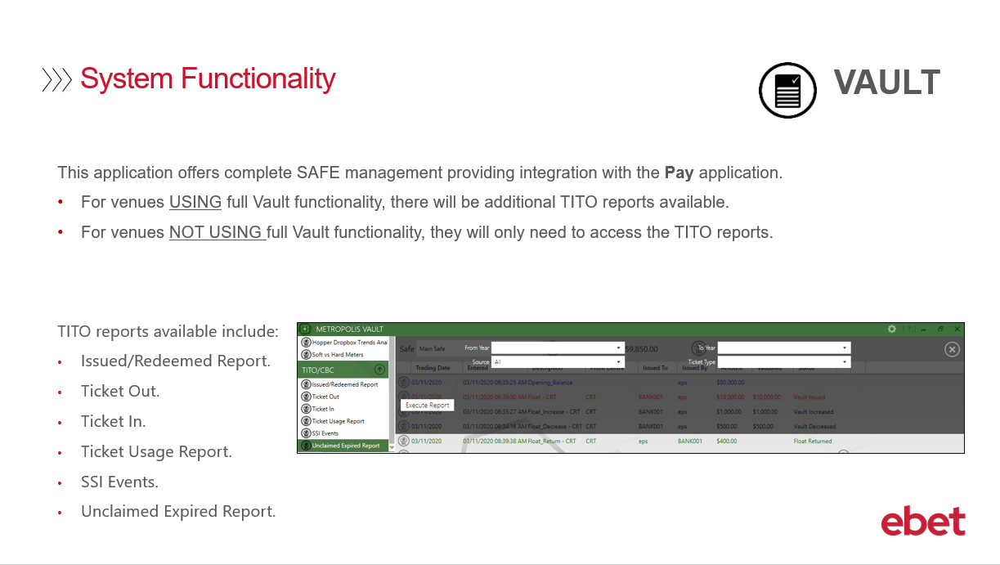 System Functionality
VAULT
This application offers complete SAFE management providing integration with the Pay application.
• For venues USING full Vault functionality, there will be additional TITO reports available.
• For venues NOT USING full Vault functionality, they will only need to access the TITO reports.
TITO reports available include:
• Issued/Redeemed Report.
• Ticket Out.
• Ticket In.
• Ticket Usage Report.
• SSI Events.
• Unclaimed Expired Report.
METROPOLIS VAULT
Hopper Dropbox Trends Anal
Soft vs Hard Meters
TITO/CBC
Issued/Redeemed Report
Ticket Out
Ticket In
Ticket Usage Report
SSI Events
Unclaimed Expired Report
Safe Main Safe From Year 59,850.00 To Year
Source All Ticket Type
Trading Date Entered Description Front Centre Issued To Issued By Amount Validated Status
03/11/2020 03/11/2020 06:35:25 AM Opening_Balance eps $80,000.00
03/11/2020 03/11/2020 06:39:00 AM Float - CRT CRT BANK001 eps $10,000.00 $10,000.00 Vault Issued
Execute Report
03/11/2020 08:33:27 AM Float_Increase - CRT CRT BANK001 eps $1,000.00 $1,000.00 Vault Increased
03/11/2020 03/11/2020 08:34:16 AM Float_Decrease - CRT CRT BANK001 eps $500.00 $500.00 Vault Decreased
03/11/2020 03/11/2020 08:39:38 AM Float_Return - CRT CRT eps BANK001 $400.00 Float Returned
ebet